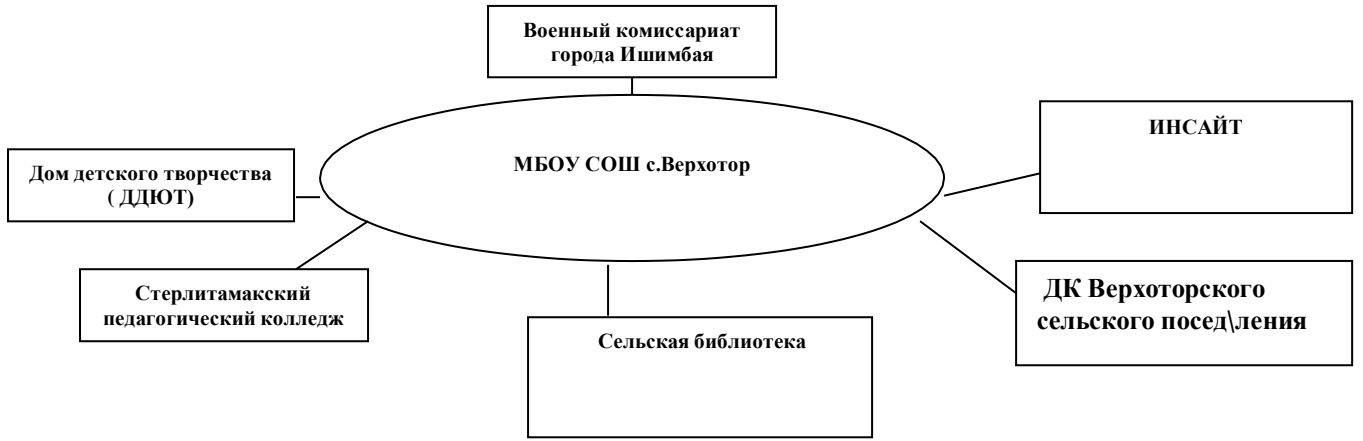 Военный комиссариат
города Ишимбая
ИНСАЙТ
МБОУ СОШ с.Верхотор
Дом детского творчества
( ДДЮТ)
Стерлитамакский
педагогический колледж
ДК Верхоторского
сельского посед\ления
Сельская библиотека